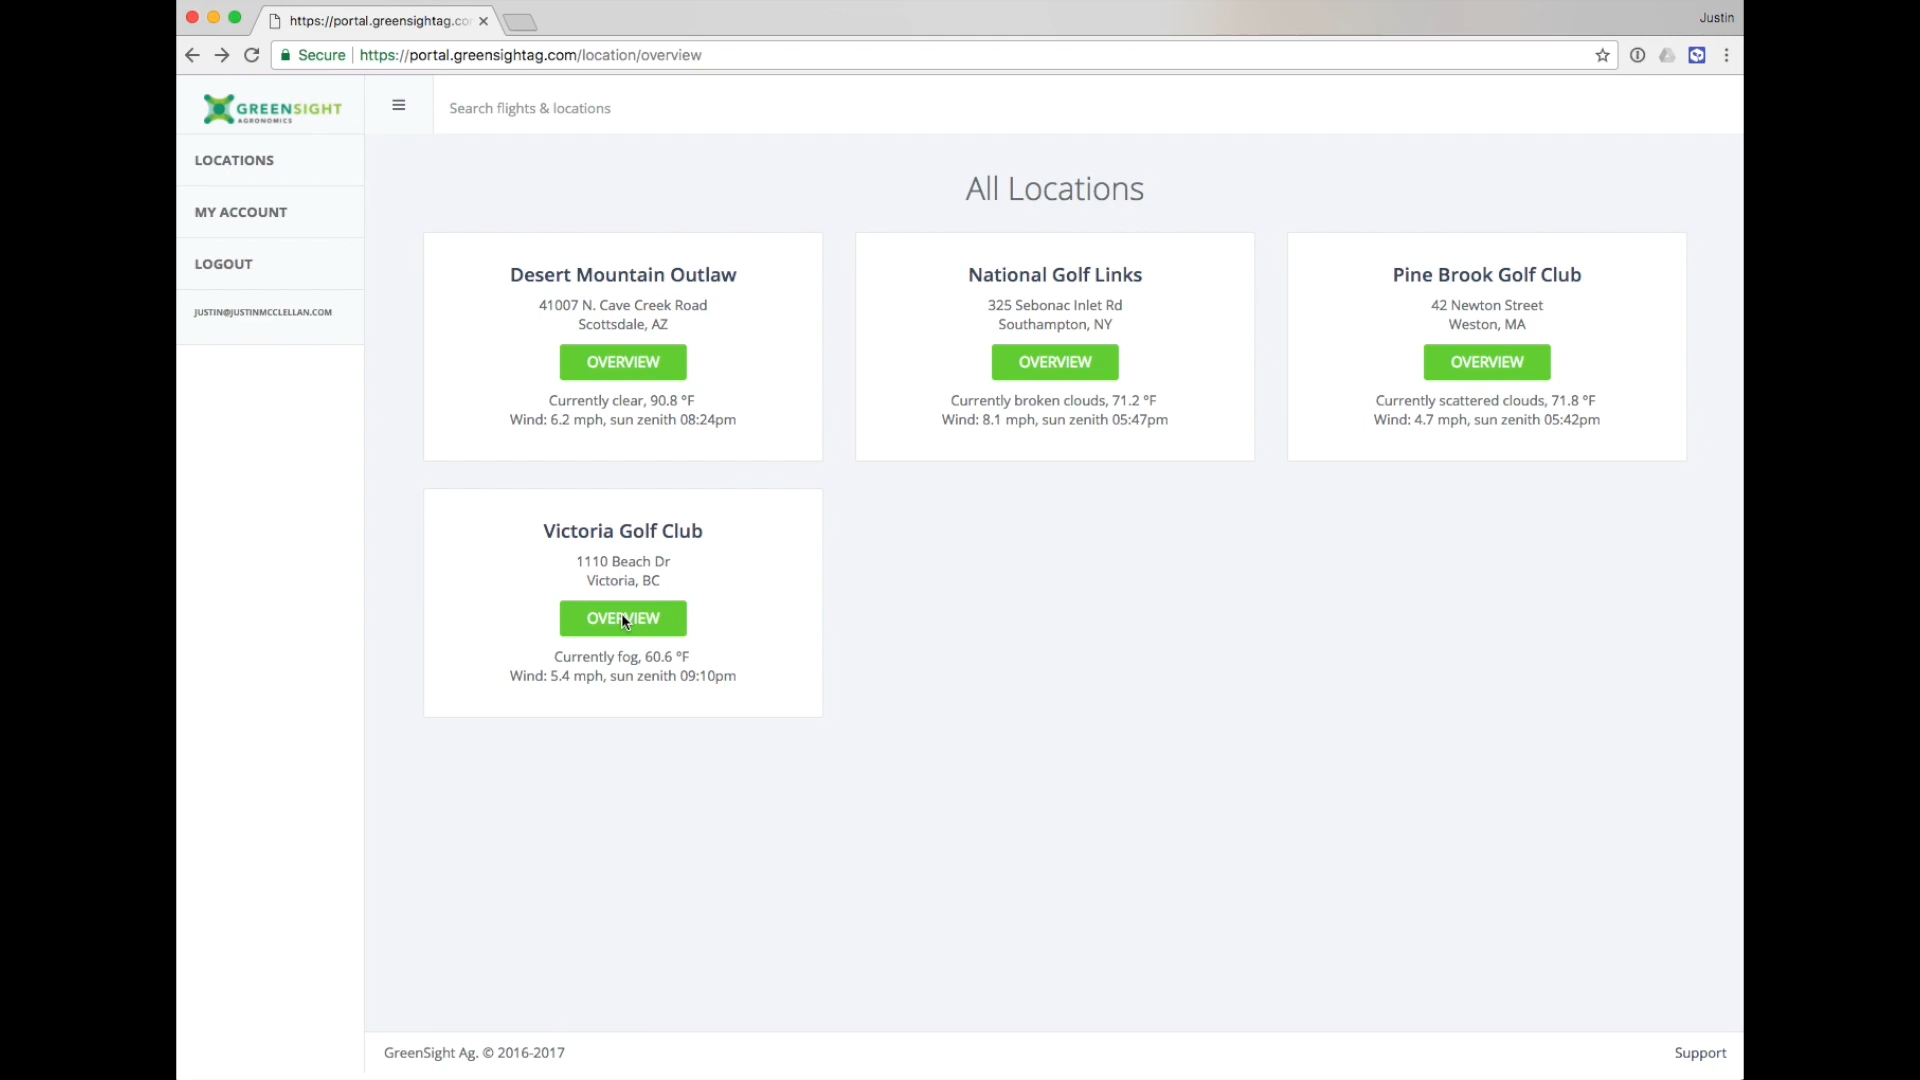 https://portal.greensightag.co
Justin
Secure
https://portal.greensightag.com/location/overview
GREENSIGHT
AGRONOMICS
Search flights & locations
LOCATIONS
MY ACCOUNT
LOGOUT
JUSTIN@JUSTINMCCLELLAN.COM
All Locations
Desert Mountain Outlaw
41007 N. Cave Creek Road
Scottsdale, AZ
OVERVIEW
Currently clear, 90.8 °F
Wind: 6.2 mph, sun zenith 08:24pm
National Golf Links
325 Sebonac Inlet Rd
Southampton, NY
OVERVIEW
Currently broken clouds, 71.2 °F
Wind: 8.1 mph, sun zenith 05:47pm
Pine Brook Golf Club
42 Newton Street
Weston, MA
OVERVIEW
Currently scattered clouds, 71.8 °F
Wind: 4.7 mph, sun zenith 05:42pm
Victoria Golf Club
1110 Beach Dr
Victoria, BC
OVERVIEW
Currently fog, 60.6 °F
Wind: 5.4 mph, sun zenith 09:10pm
GreenSight Ag. © 2016-2017
Support